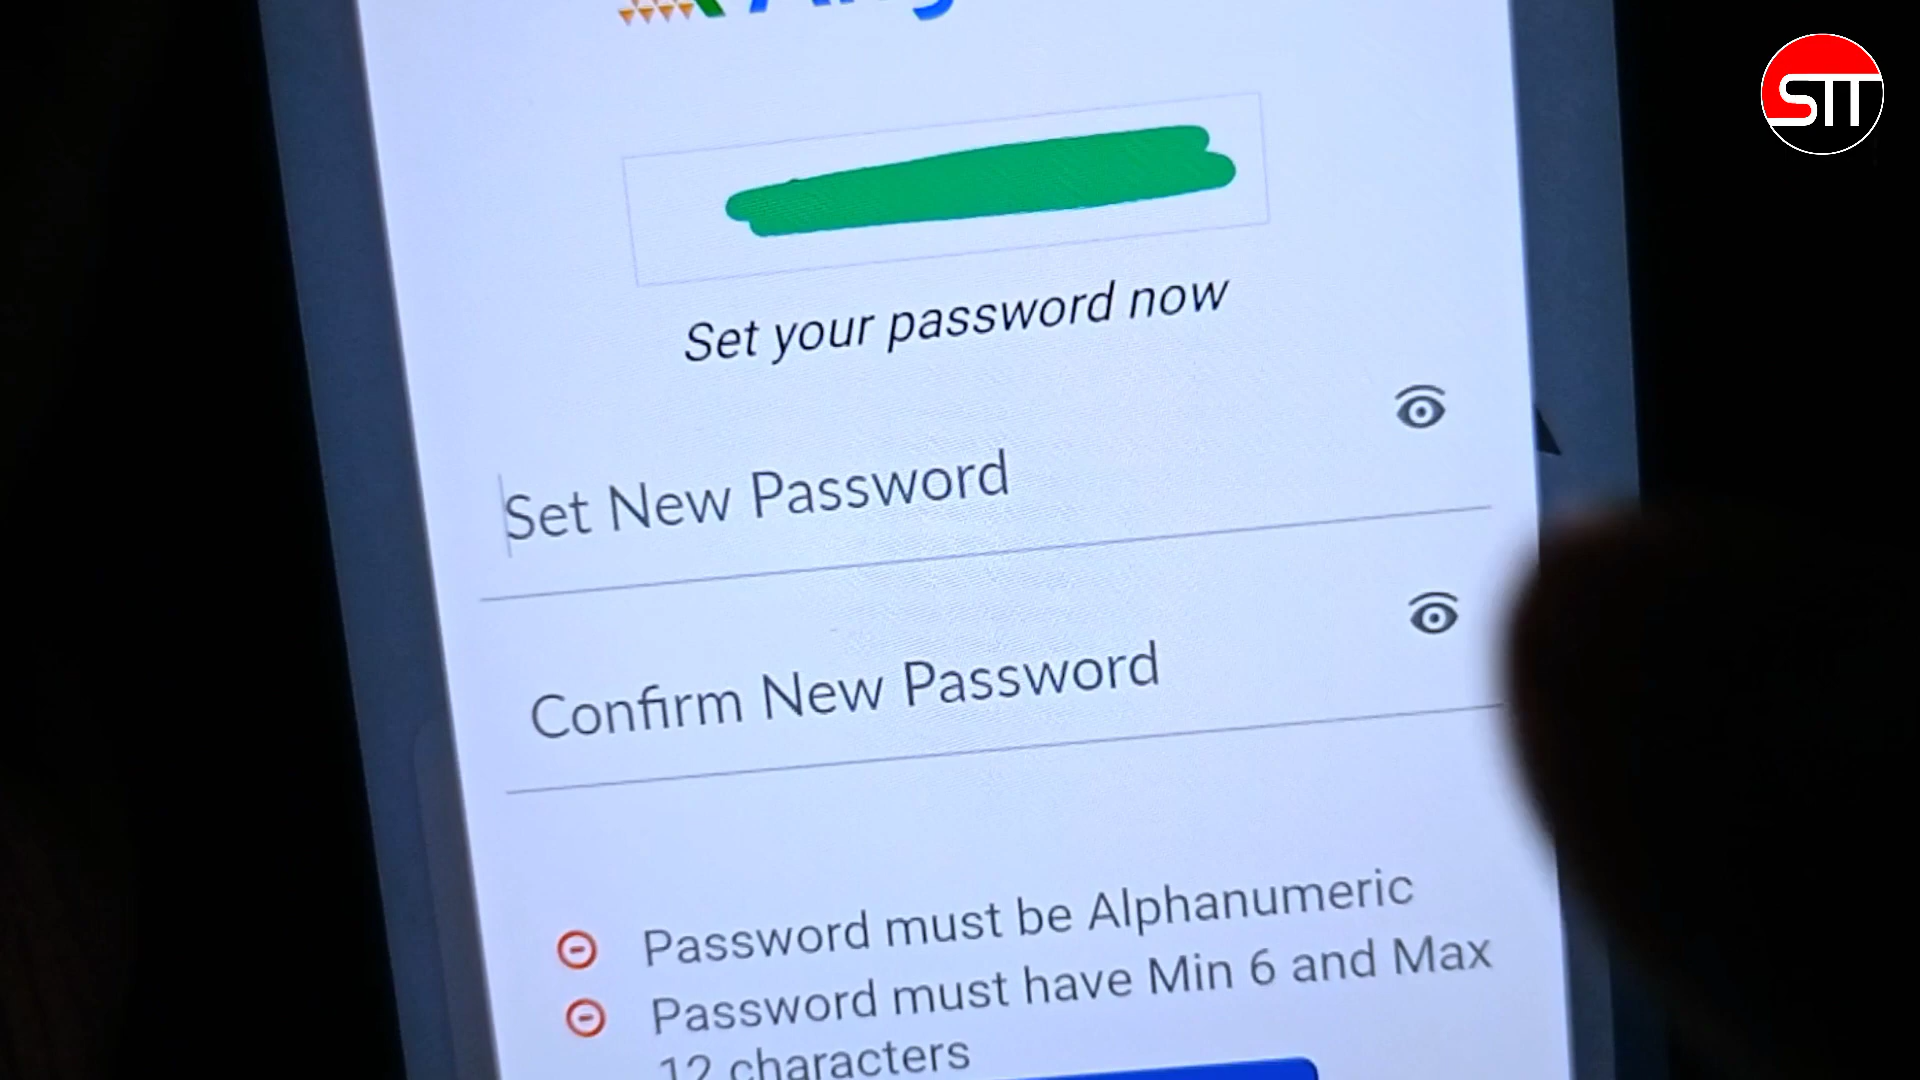 STT
Set your password now
Set New Password
Confirm New Password
Password must be Alphanumeric
Password must have Min 6 and Max
12 characters